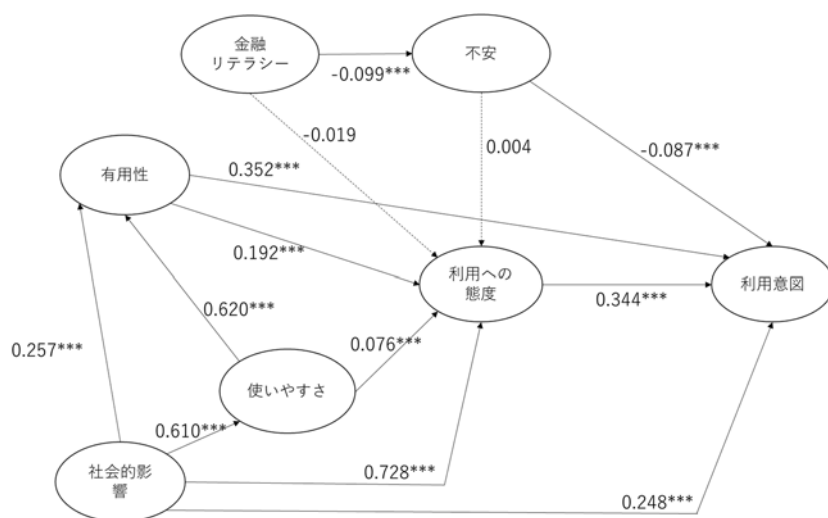 金融
リテラシー
不安
-0.099***
-0.019
0.004
-0.087***
有用性
0.352***
0.192***
利用への
態度
利用意図
0.344***
0.620***
0.076***
0.257***
使いやすさ
0.610***
社会的影
響
0.728***
0.248***